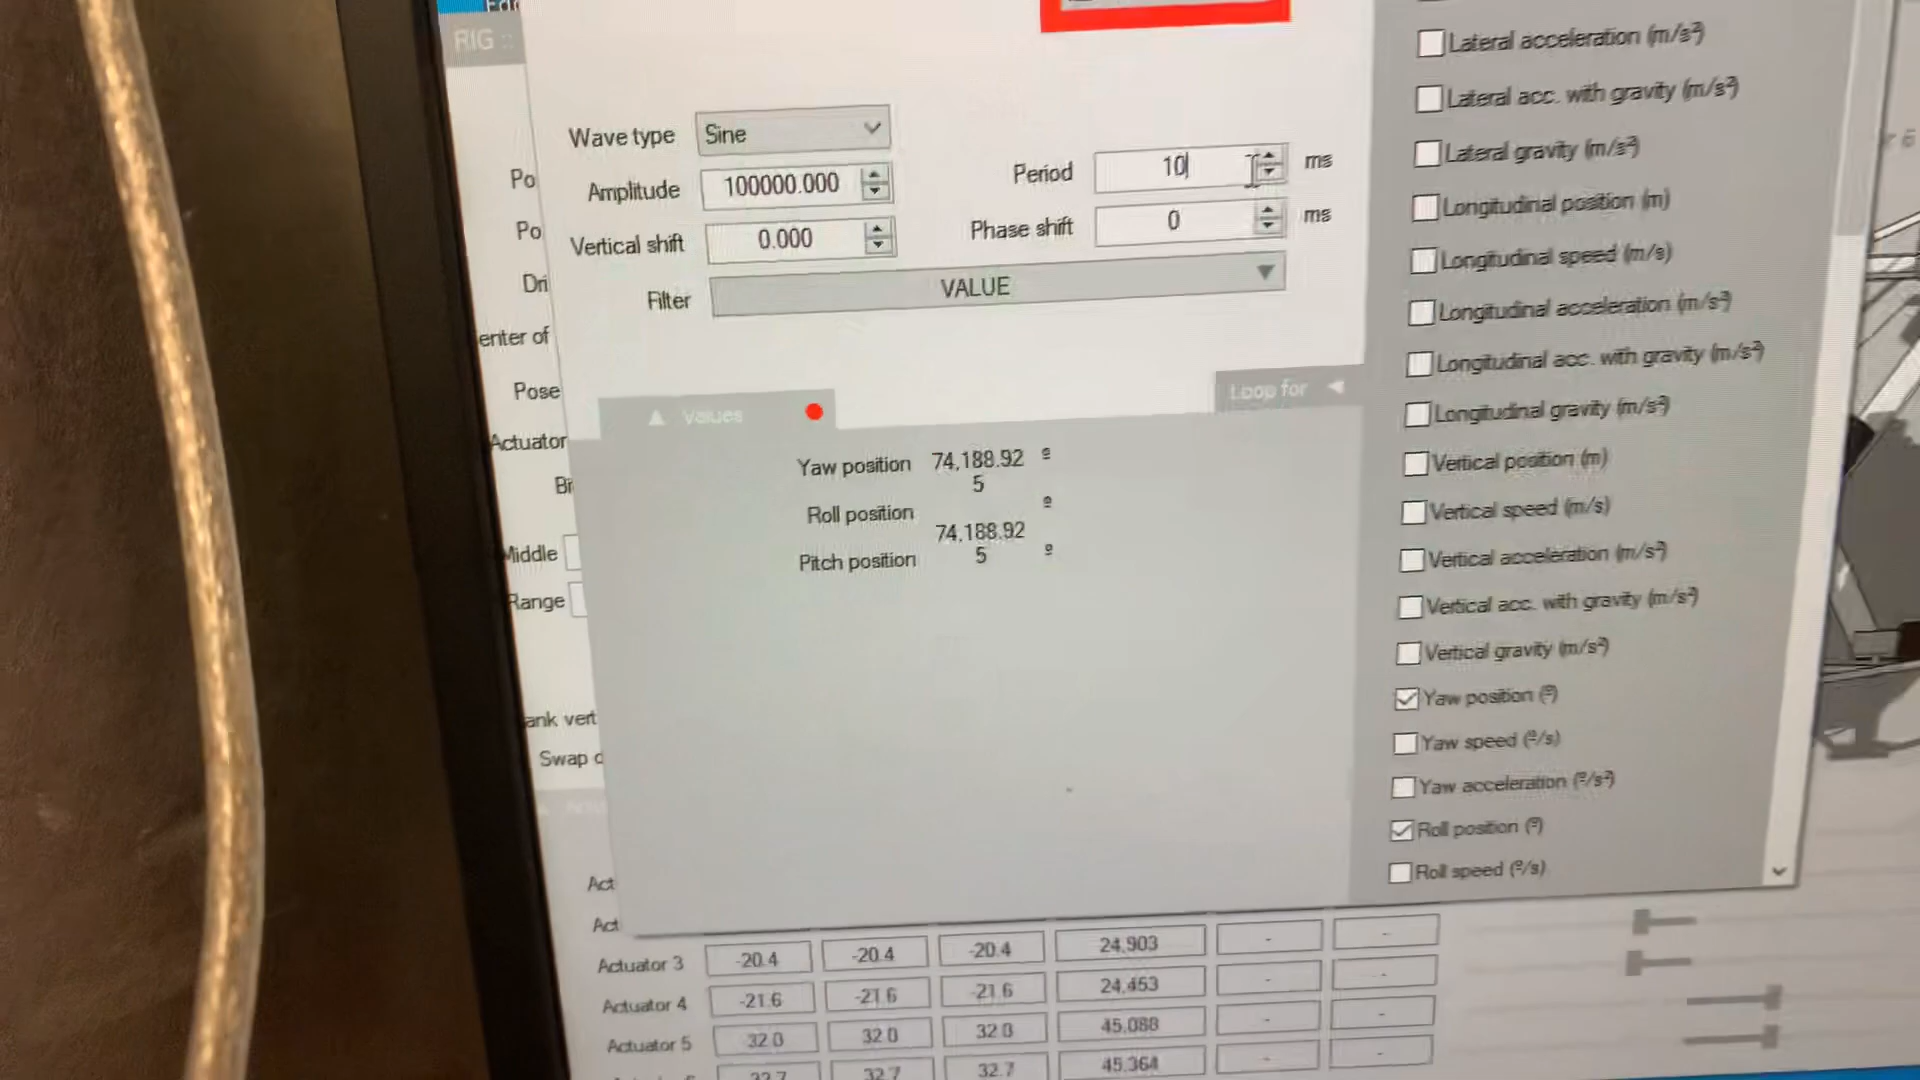 RIG ::
Lateral acceleration (m/s²)
Lateral acc. with gravity (m/s²)
Wave type Sine
Period 10 ms
Lateral gravity (m/s²)
Po
Amplitude 100000.000
Longitudinal position (m)
Phase shift 0 ms
Po
Vertical shift 0.000
Longitudinal speed (m/s)
Dri
Filter VALUE
Longitudinal acceleration (m/s²)
enter of
Longitudinal acc. with gravity (m/s²)
Pose
Loop for
Values
Longitudinal gravity (m/s²)
Actuator
Yaw position 74,188.92 º
5
Vertical position (m)
Roll position º
Vertical speed (m/s)
74,188.92
Pitch position 5 º
Middle
Vertical acceleration (m/s²)
Range
Vertical acc. with gravity (m/s²)
Vertical gravity (m/s²)
Yaw position (º)
ank vert
Yaw speed (º/s)
Swap
Yaw acceleration (º/s²)
Roll position (º)
Roll speed (º/s)
Act
Act
Actuator 3 -20.4 -20.4 -20.4 24,903 - -
Actuator 4 -21.6 -21.6 -21.6 24,453 - -
Actuator 5 32.0 32.0 32.0 45,088 - -
32.7 32.7 32.7 45,364 - -